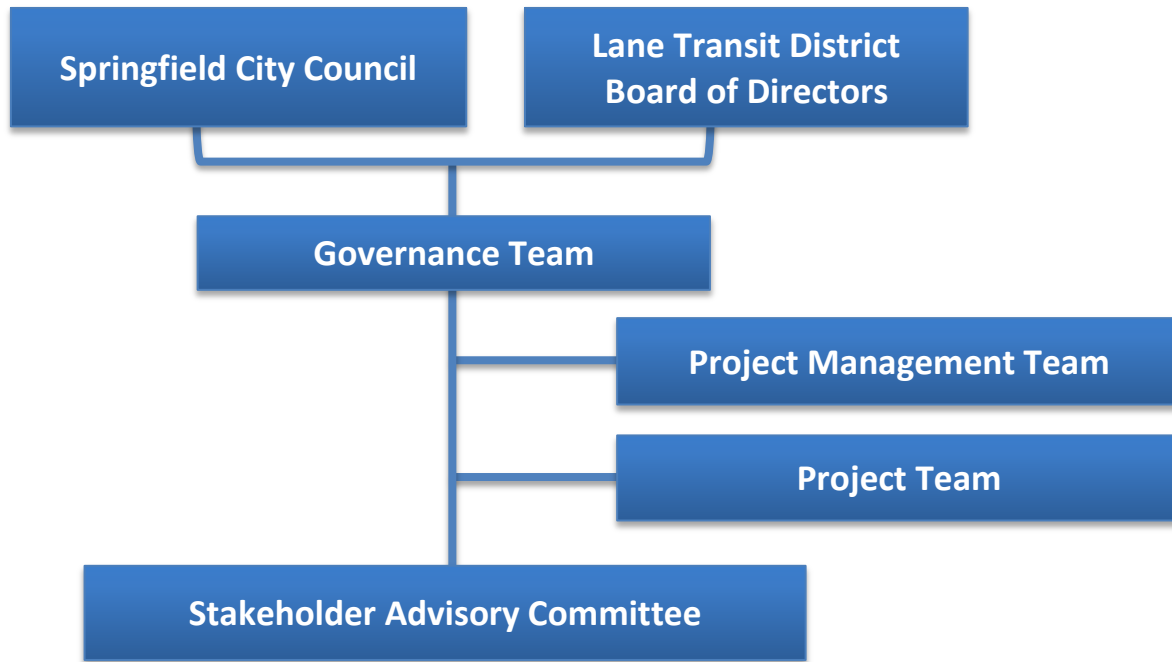 Springfield City Council
Lane Transit District
Board of Directors
Governance Team
Project Management Team
Project Team
Stakeholder Advisory Committee